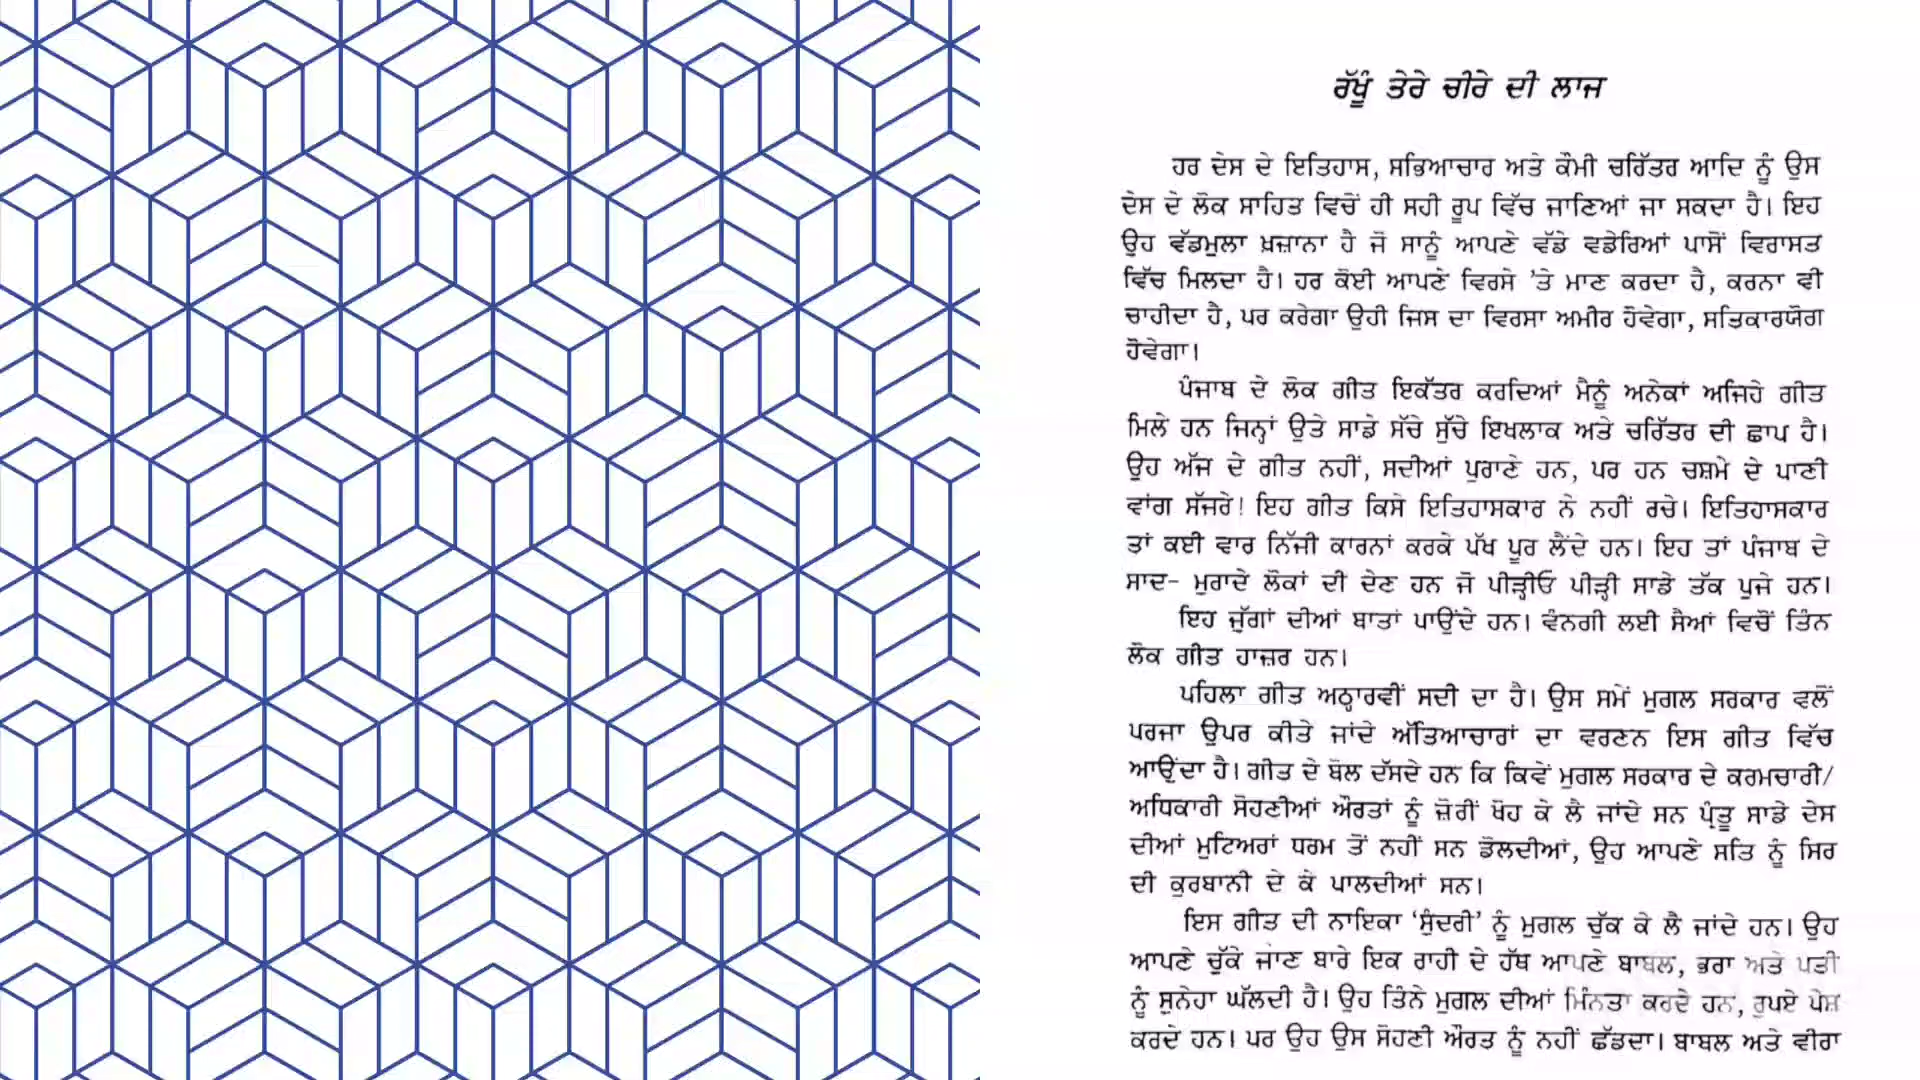 ਰੱਖੂੰ ਤੇਰੇ ਚੀਰੇ ਦੀ ਲਾਜ
ਹਰ ਦੇਸ ਦੇ ਇਤਿਹਾਸ, ਸਭਿਆਚਾਰ ਅਤੇ ਕੌਮੀ ਚਰਿੱਤਰ ਆਦਿ ਨੂੰ ਉਸ
ਦੇਸ ਦੇ ਲੋਕ ਸਾਹਿਤ ਵਿਚੋਂ ਹੀ ਸਹੀ ਰੂਪ ਵਿੱਚ ਜਾਣਿਆਂ ਜਾ ਸਕਦਾ ਹੈ। ਇਹ
ਉਹ ਵੱਡਮੁਲਾ ਖ਼ਜ਼ਾਨਾ ਹੈ ਜੋ ਸਾਨੂੰ ਆਪਣੇ ਵੱਡੇ ਵਡੇਰਿਆਂ ਪਾਸੋਂ ਵਿਰਾਸਤ
ਵਿੱਚ ਮਿਲਦਾ ਹੈ। ਹਰ ਕੋਈ ਆਪਣੇ ਵਿਰਸੇ ’ਤੇ ਮਾਣ ਕਰਦਾ ਹੈ, ਕਰਨਾ ਵੀ
ਚਾਹੀਦਾ ਹੈ, ਪਰ ਕਰੇਗਾ ਉਹੀ ਜਿਸ ਦਾ ਵਿਰਸਾ ਅਮੀਰ ਹੋਵੇਗਾ, ਸਤਿਕਾਰਯੋਗ
ਹੋਵੇਗਾ।
ਪੰਜਾਬ ਦੇ ਲੋਕ ਗੀਤ ਇਕੱਤਰ ਕਰਦਿਆਂ ਮੈਨੂੰ ਅਨੇਕਾਂ ਅਜਿਹੇ ਗੀਤ
ਮਿਲੇ ਹਨ ਜਿਨ੍ਹਾਂ ਉਤੇ ਸਾਡੇ ਸੱਚੇ ਸੁੱਚੇ ਇਖਲਾਕ ਅਤੇ ਚਰਿੱਤਰ ਦੀ ਛਾਪ ਹੈ।
ਉਹ ਅੱਜ ਦੇ ਗੀਤ ਨਹੀਂ, ਸਦੀਆਂ ਪੁਰਾਣੇ ਹਨ, ਪਰ ਹਨ ਚਸ਼ਮੇ ਦੇ ਪਾਣੀ
ਵਾਂਗ ਸੱਜਰੇ! ਇਹ ਗੀਤ ਕਿਸੇ ਇਤਿਹਾਸਕਾਰ ਨੇ ਨਹੀਂ ਰਚੇ। ਇਤਿਹਾਸਕਾਰ
ਤਾਂ ਕਈ ਵਾਰ ਨਿੱਜੀ ਕਾਰਨਾਂ ਕਰਕੇ ਪੱਖ ਪੂਰ ਲੈਂਦੇ ਹਨ। ਇਹ ਤਾਂ ਪੰਜਾਬ ਦੇ
ਸਾਦ- ਮੁਰਾਦੇ ਲੋਕਾਂ ਦੀ ਦੇਣ ਹਨ ਜੋ ਪੀੜ੍ਹੀਓ ਪੀੜ੍ਹੀ ਸਾਡੇ ਤੱਕ ਪੁਜੇ ਹਨ।
ਇਹ ਜੁੱਗਾਂ ਦੀਆਂ ਬਾਤਾਂ ਪਾਉਂਦੇ ਹਨ। ਵੰਨਗੀ ਲਈ ਸੈਆਂ ਵਿਚੋਂ ਤਿੰਨ
ਲੋਕ ਗੀਤ ਹਾਜ਼ਰ ਹਨ।
ਪਹਿਲਾ ਗੀਤ ਅਠ੍ਹਾਰਵੀਂ ਸਦੀ ਦਾ ਹੈ। ਉਸ ਸਮੇਂ ਮੁਗਲ ਸਰਕਾਰ ਵਲੋਂ
ਪਰਜਾ ਉਪਰ ਕੀਤੇ ਜਾਂਦੇ ਅੱਤਿਆਚਾਰਾਂ ਦਾ ਵਰਣਨ ਇਸ ਗੀਤ ਵਿੱਚ
ਆਉਂਦਾ ਹੈ। ਗੀਤ ਦੇ ਬੋਲ ਦੱਸਦੇ ਹਨ ਕਿ ਕਿਵੇਂ ਮੁਗਲ ਸਰਕਾਰ ਦੇ ਕਰਮਚਾਰੀ/
ਅਧਿਕਾਰੀ ਸੋਹਣੀਆਂ ਔਰਤਾਂ ਨੂੰ ਜ਼ੋਰੀਂ ਖੋਹ ਕੇ ਲੈ ਜਾਂਦੇ ਸਨ ਪ੍ਰੰਤੂ ਸਾਡੇ ਦੇਸ
ਦੀਆਂ ਮੁਟਿਅਰਾਂ ਧਰਮ ਤੋਂ ਨਹੀਂ ਸਨ ਡੋਲਦੀਆਂ, ਉਹ ਆਪਣੇ ਸਤਿ ਨੂੰ ਸਿਰ
ਦੀ ਕੁਰਬਾਨੀ ਦੇ ਕੇ ਪਾਲਦੀਆਂ ਸਨ।
ਇਸ ਗੀਤ ਦੀ ਨਾਇਕਾ ‘ਸੁੰਦਰੀ’ ਨੂੰ ਮੁਗਲ ਚੁੱਕ ਕੇ ਲੈ ਜਾਂਦੇ ਹਨ। ਉਹ
ਆਪਣੇ ਚੁੱਕੇ ਜਾਣ ਬਾਰੇ ਇਕ ਰਾਹੀ ਦੇ ਹੱਥ ਆਪਣੇ ਬਾਬਲ, ਭਰਾ ਅਤੇ ਪਤੀ
ਨੂੰ ਸੁਨੇਹਾ ਘੱਲਦੀ ਹੈ। ਉਹ ਤਿੰਨੇ ਮੁਗਲ ਦੀਆਂ ਮਿੰਨਤਾ ਕਰਦੇ ਹਨ, ਰੁਪਏ ਪੇਸ਼
ਕਰਦੇ ਹਨ। ਪਰ ਉਹ ਉਸ ਸੋਹਣੀ ਔਰਤ ਨੂੰ ਨਹੀਂ ਛੱਡਦਾ। ਬਾਬਲ ਅਤੇ ਵੀਰਾ